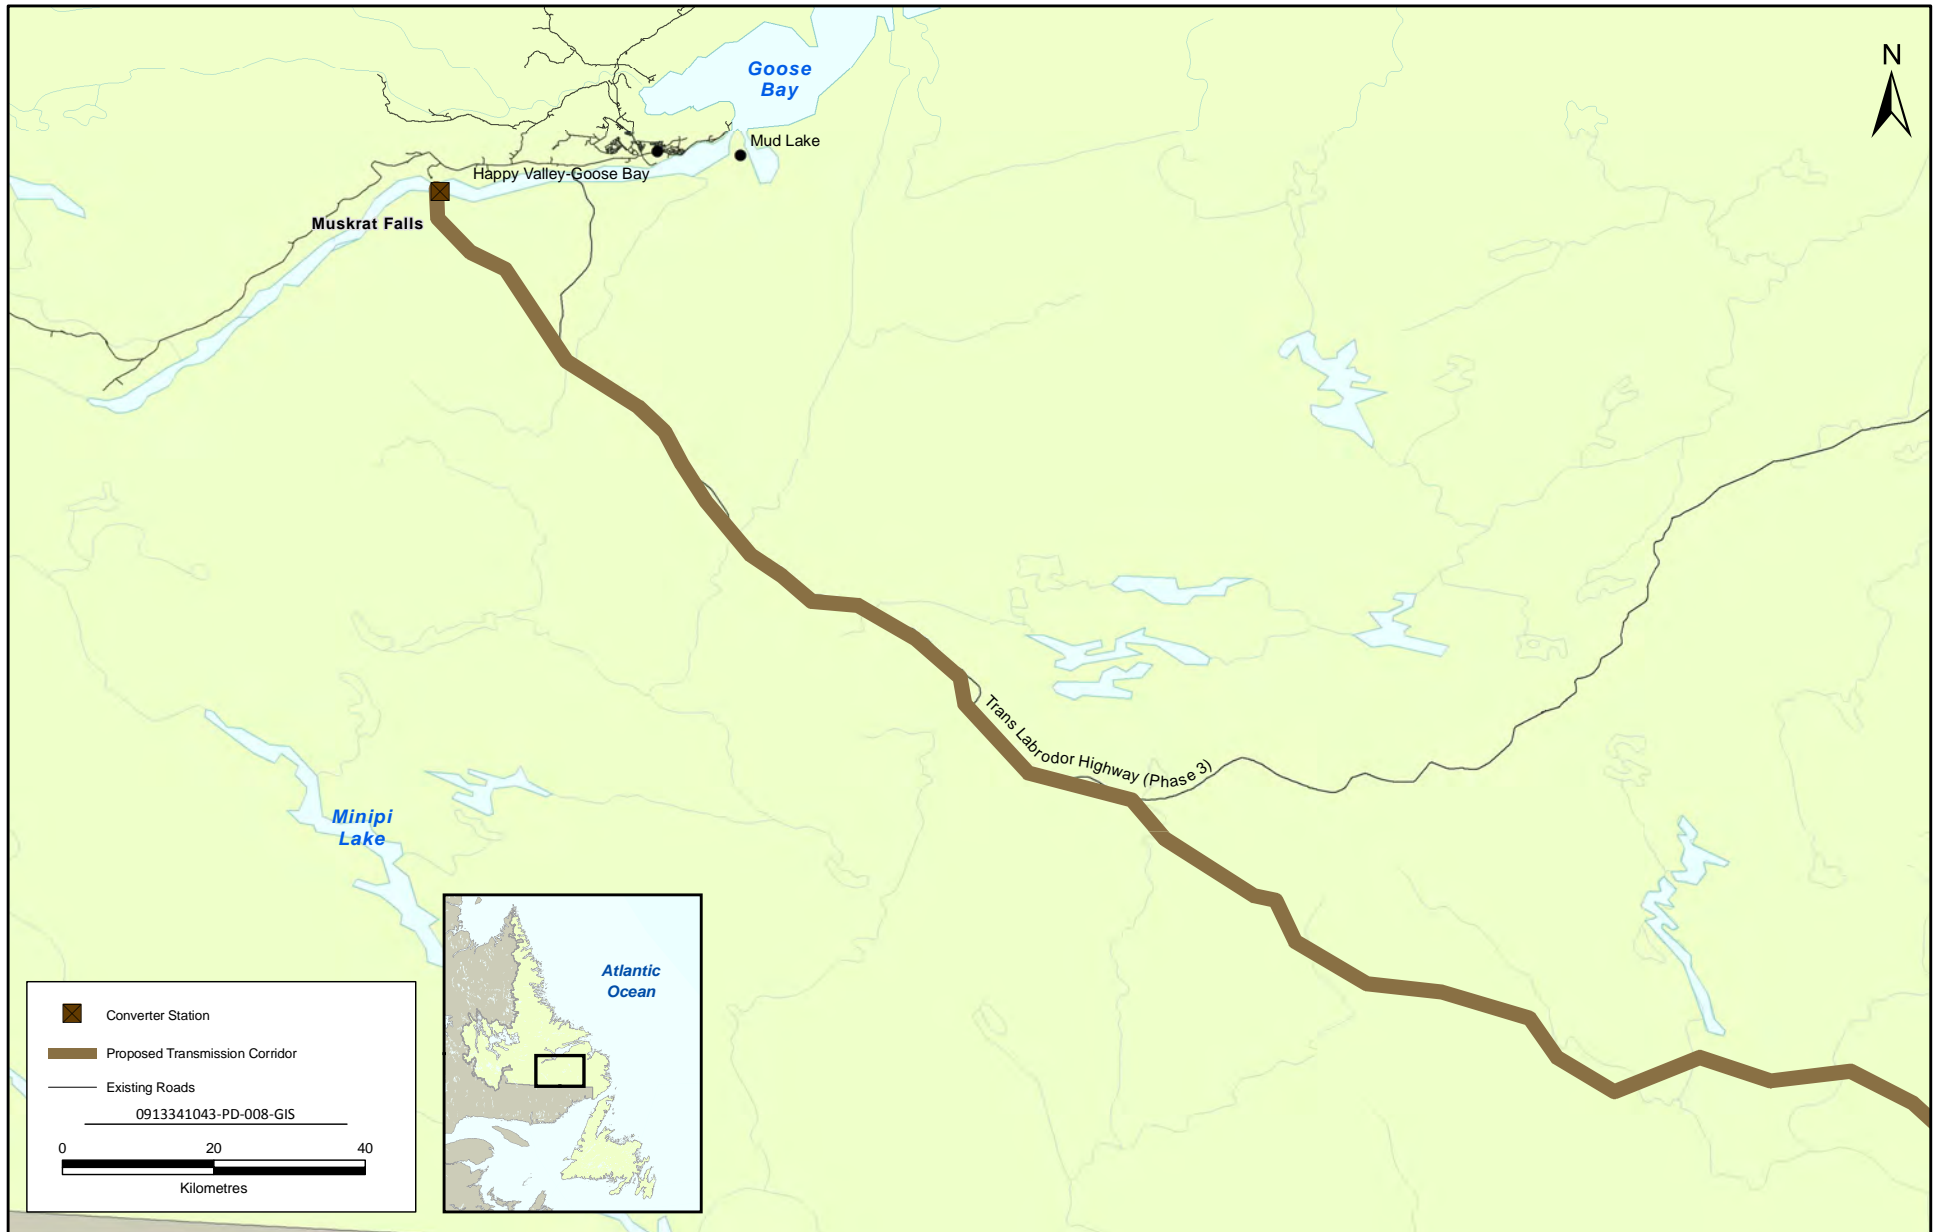 N
Goose
Bay
Mud Lake
Happy Valley-Goose Bay
Muskrat Falls
Trans Labrodor Highway (Phase 3)
Minipi
Lake
Atlantic
Ocean
Converter Station
Proposed Transmission Corridor
Existing Roads
0913341043-PD-008-GIS
0 20 40
Kilometres